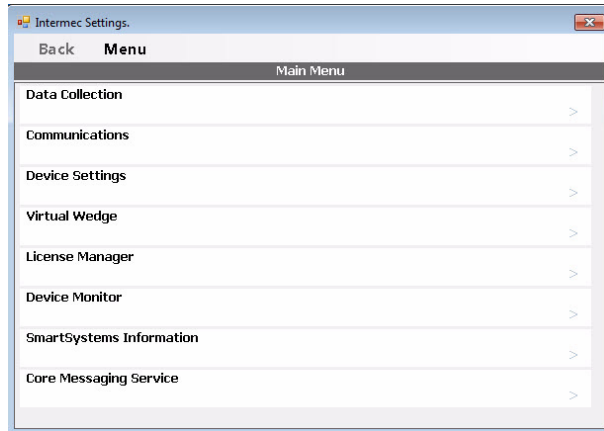 Intermec Settings.
Back Menu
Main Menu
Data Collection
>
Communications
>
Device Settings
>
Virtual Wedge
>
License Manager
>
Device Monitor
>
SmartSystems Information
>
Core Messaging Service
>